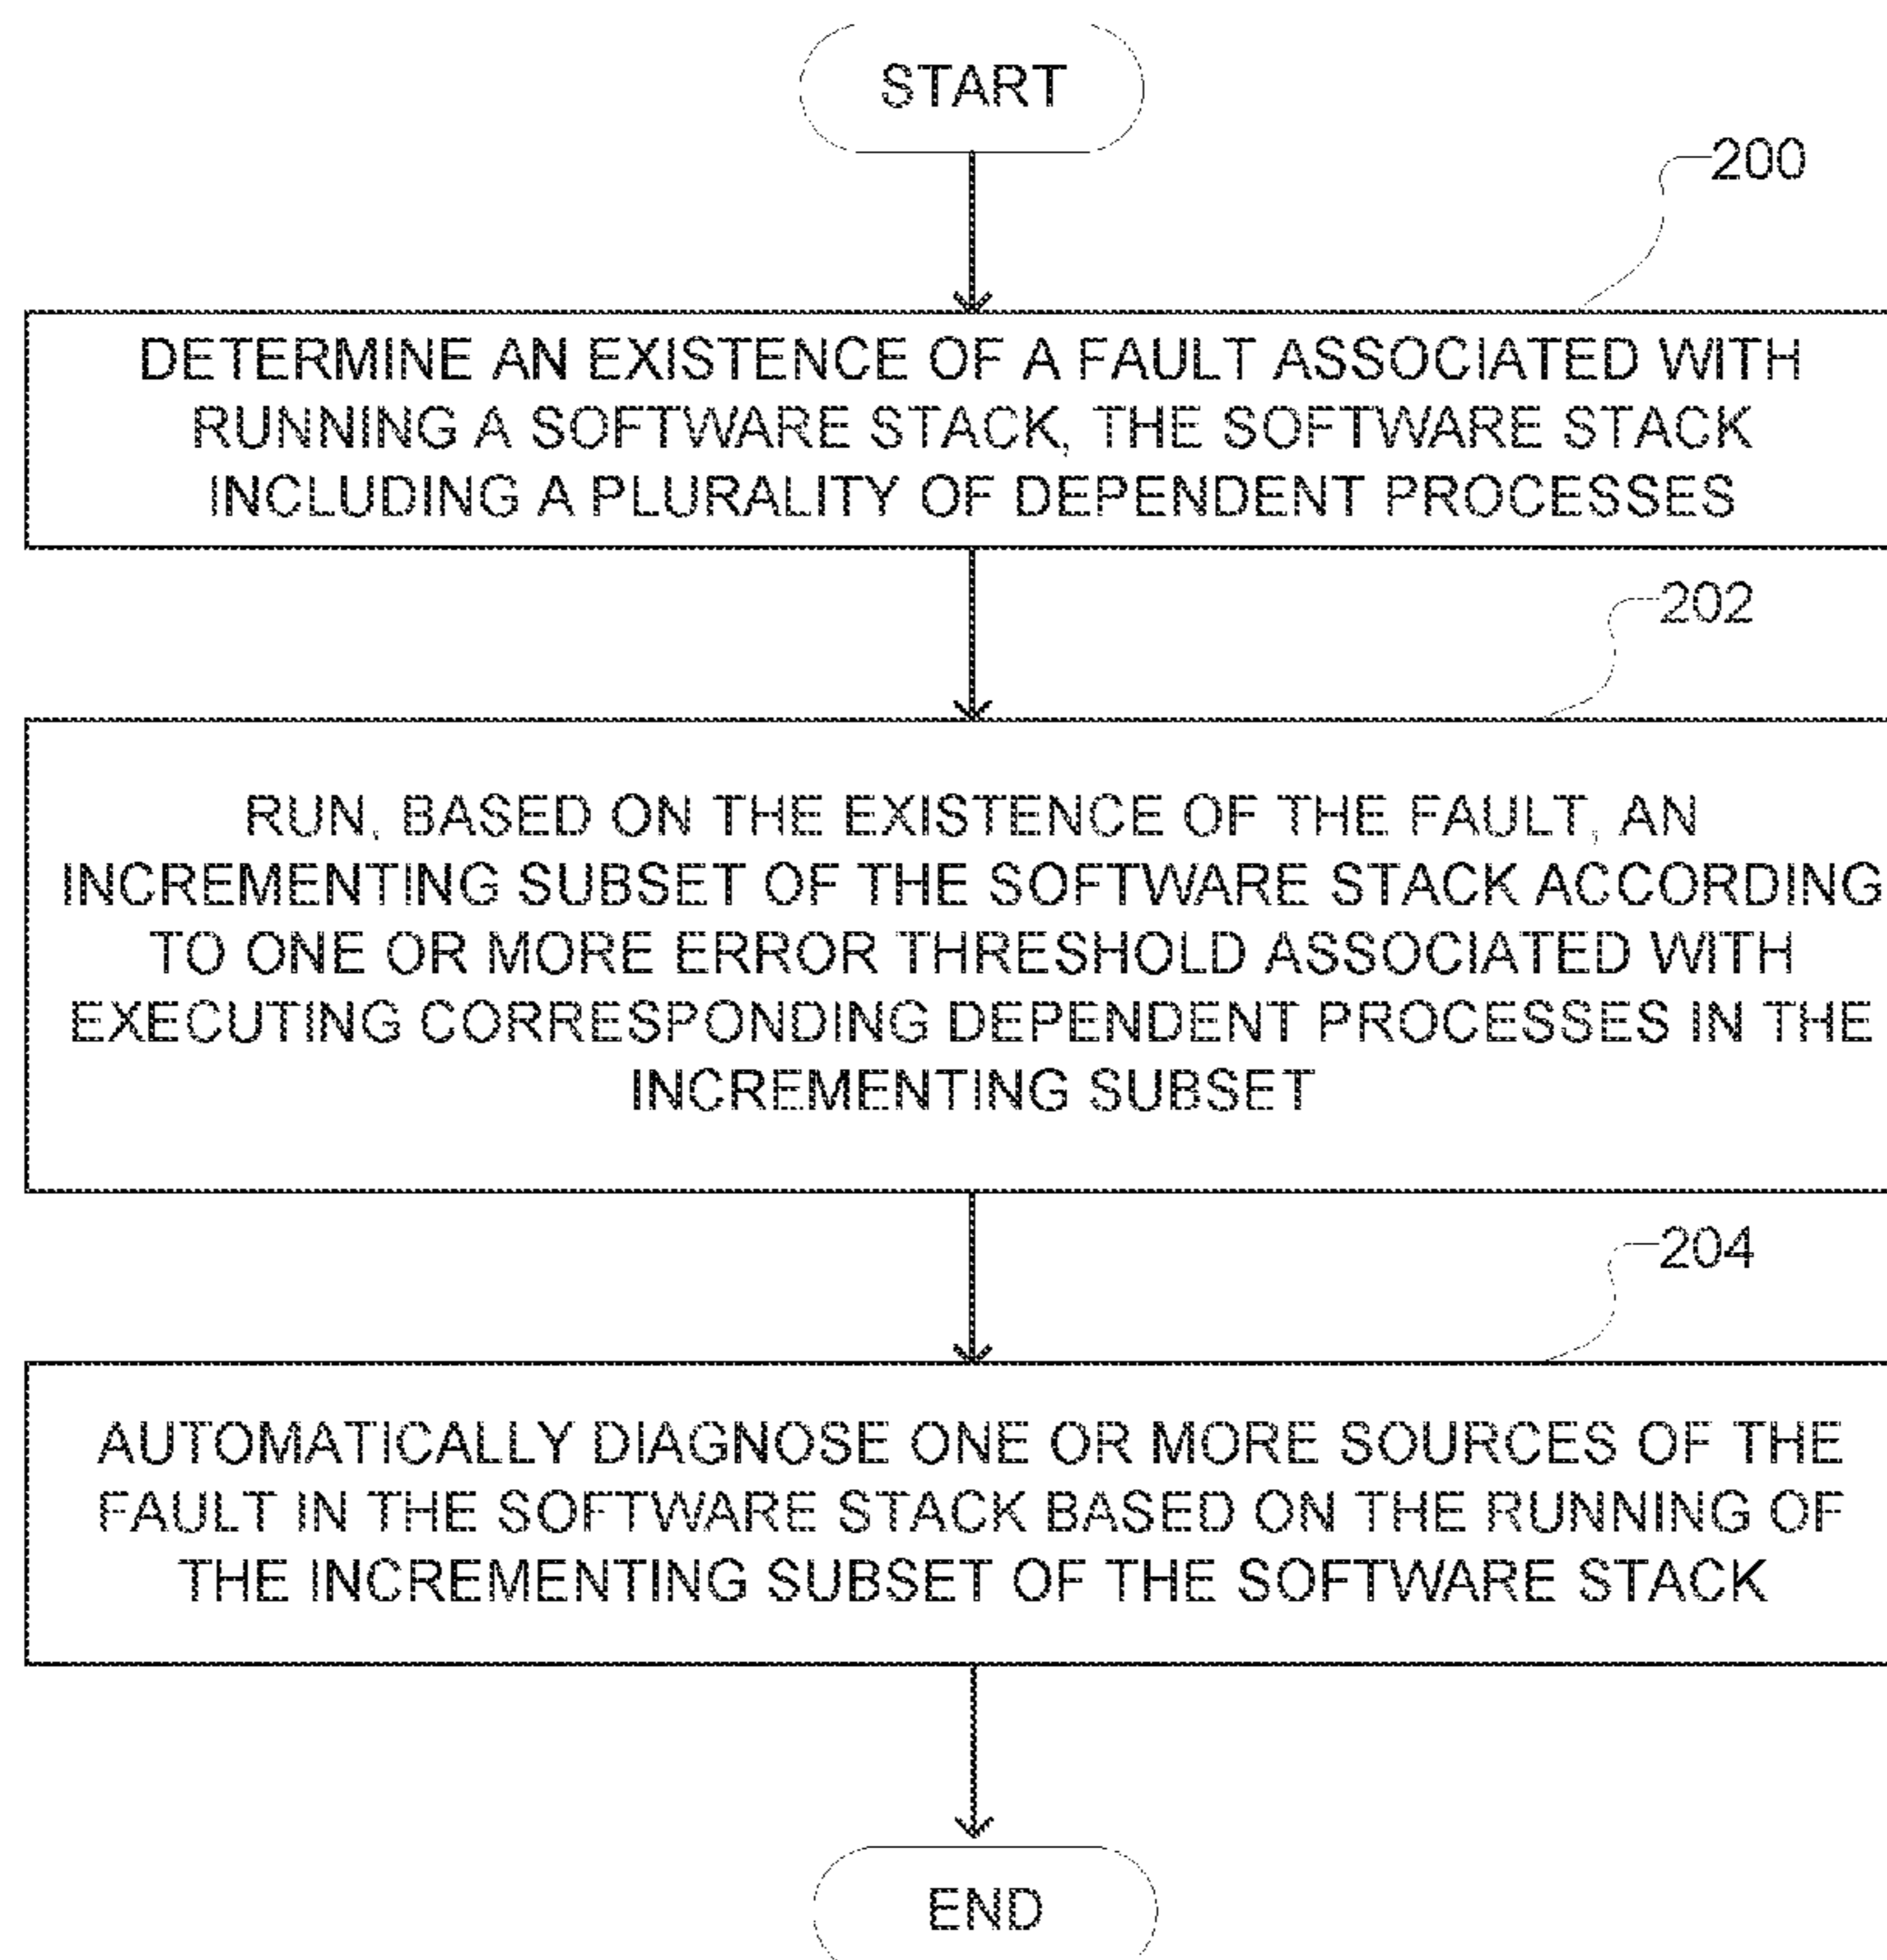 START
200
DETERMINE AN EXISTENCE OF A FAULT ASSOCIATED WITH
RUNNING A SOFTWARE STACK, THE SOFTWARE STACK
INCLUDING A PLURALITY OF DEPENDENT PROCESSES
202
RUN, BASED ON THE EXISTENCE OF THE FAULT, AN
INCREMENTING SUBSET OF THE SOFTWARE STACK ACCORDING
TO ONE OR MORE ERROR THRESHOLD ASSOCIATED WITH
EXECUTING CORRESPONDING DEPENDENT PROCESSES IN THE
INCREMENTING SUBSET
204
AUTOMATICALLY DIAGNOSE ONE OR MORE SOURCES OF THE
FAULT IN THE SOFTWARE STACK BASED ON THE RUNNING OF
THE INCREMENTING SUBSET OF THE SOFTWARE STACK
END